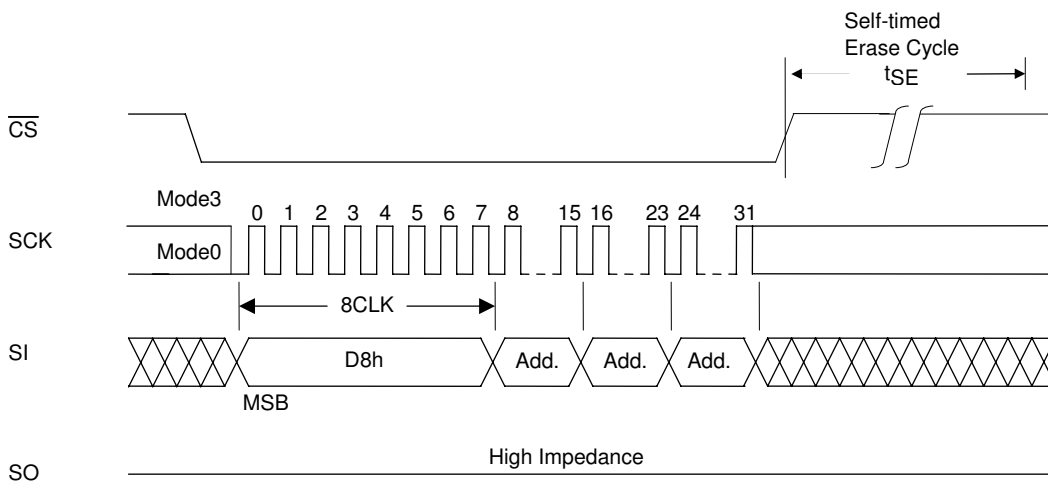 Self-timed
Erase Cycle
tSE
CS
Mode3
0 1 2 3 4 5 6 7 8 15 16 23 24 31
SCK
Mode0
8CLK
SI
D8h Add. Add. Add.
MSB
High Impedance
SO